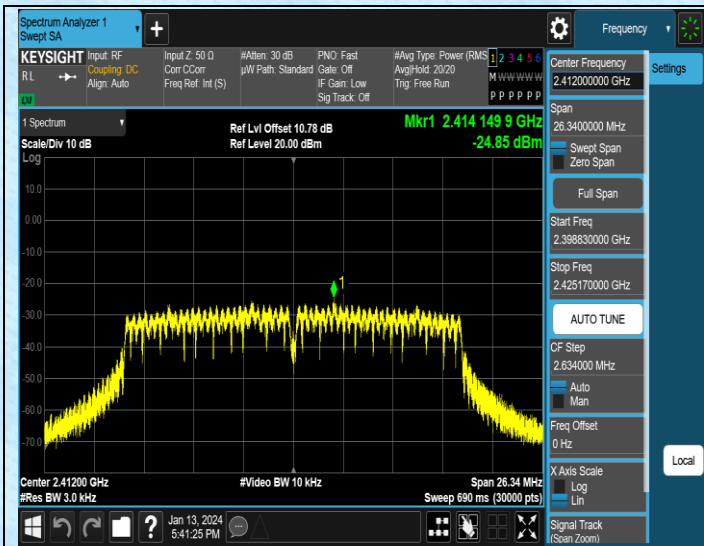 Spectrum Analyzer 1
Swept SA
+
Frequency
KEYSIGHT
R L
LXI
Input: RF
Coupling: DC
Align: Auto
Input Z: 50 Ω
Corr CCorr
Freq Ref: Int (S)
#Atten: 30 dB
µW Path: Standard
PNO: Fast
Gate: Off
IF Gain: Low
Sig Track: Off
#Avg Type: Power (RMS
Avg|Hold: 20/20
Trig: Free Run
1 2 3 4 5 6
M W W W W W
P P P P P P
1 Spectrum
Scale/Div 10 dB
Ref Lvl Offset 10.78 dB
Ref Level 20.00 dBm
Mkr1 2.414 149 9 GHz
-24.85 dBm
Log
10.0
0.00
-10.0
-20.0
-30.0
-40.0
-50.0
-60.0
-70.0
1
Center 2.41200 GHz
#Res BW 3.0 kHz
#Video BW 10 kHz
Span 26.34 MHz
Sweep 690 ms (30000 pts)
Center Frequency
2.412000000 GHz
Settings
Span
26.3400000 MHz
Swept Span
Zero Span
Full Span
Start Freq
2.398830000 GHz
Stop Freq
2.425170000 GHz
AUTO TUNE
CF Step
2.634000 MHz
Auto
Man
Freq Offset
0 Hz
X Axis Scale
Log
Lin
Local
Signal Track
(Span Zoom)
?
Jan 13, 2024
5:41:25 PM